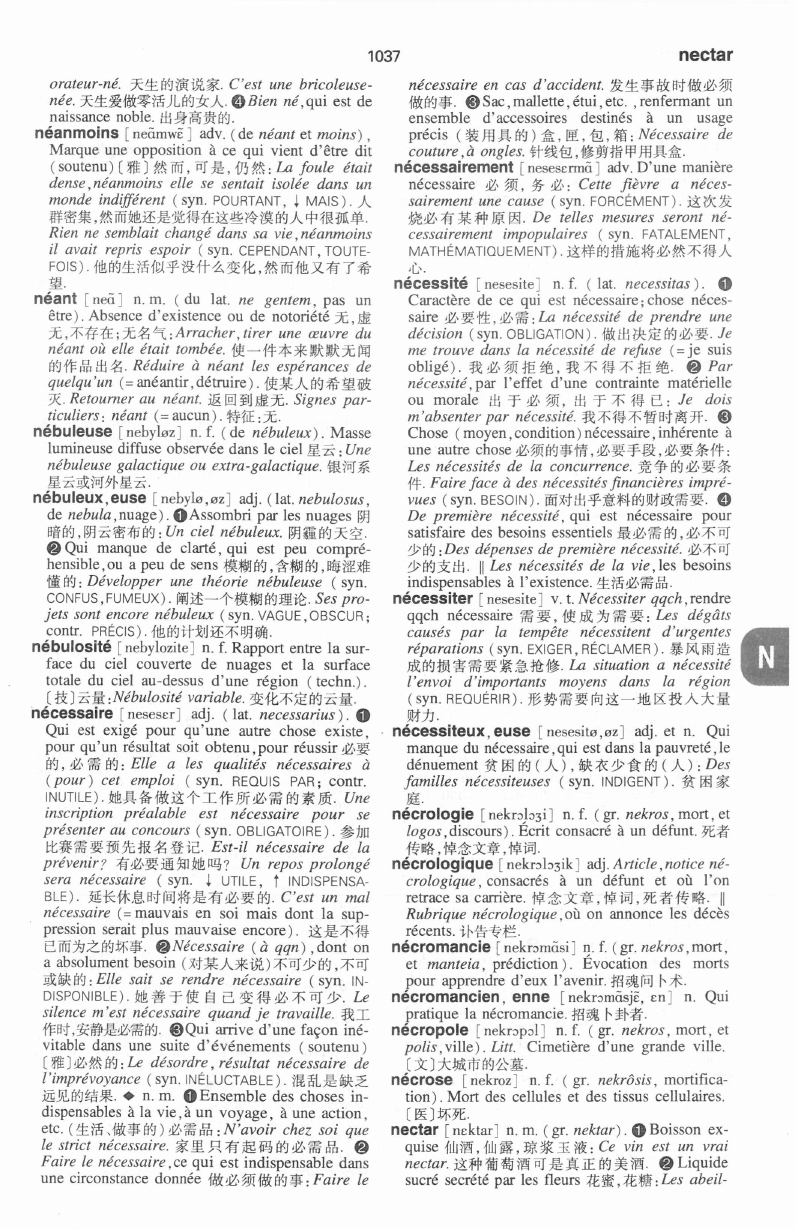 1037
nectar
orateur-né. 天生的演说家. C'est une bricoleuse-
née. 天生爱做零活儿的女人. ❹ Bien né, qui est de
naissance noble. 出身高贵的.
néanmoins [neɑ̃mwɛ̃] adv. (de néant et moins),
Marque une opposition à ce qui vient d'être dit
(soutenu) [雅] 然而, 可是, 仍然: La foule était
dense, néanmoins elle se sentait isolée dans un
monde indifférent (syn. POURTANT, ↓ MAIS). 人
群密集, 然而她还是觉得在这些冷漠的人中很孤单.
Rien ne semblait changé dans sa vie, néanmoins
il avait repris espoir (syn. CEPENDANT, TOUTE-
FOIS). 他的生活似乎没什么变化, 然而他又有了希
望.
néant [neɑ̃] n. m. (du lat. ne gentem, pas un
être). Absence d'existence ou de notoriété 无, 虚
无, 不存在; 无名气: Arracher, tirer une œuvre du
néant où elle était tombée. 使一件本来默默无闻
的作品出名. Réduire à néant les espérances de
quelqu'un (= anéantir, détruire). 使某人的希望破
灭. Retourner au néant. 返回到虚无. Signes par-
ticuliers: néant (= aucun). 特征: 无.
nébuleuse [nebyløz] n. f. (de nébuleux). Masse
lumineuse diffuse observée dans le ciel 星云: Une
nébuleuse galactique ou extra-galactique. 银河系
星云或河外星云.
nébuleux, euse [nebylø, øz] adj. (lat. nebulosus,
de nebula, nuage). ❶ Assombri par les nuages 阴
暗的, 阴云密布的: Un ciel nébuleux. 阴霾的天空.
❷ Qui manque de clarté, qui est peu compré-
hensible, ou a peu de sens 模糊的, 含糊的, 晦涩难
懂的: Développer une théorie nébuleuse (syn.
CONFUS, FUMEUX). 阐述一个模糊的理论. Ses pro-
jets sont encore nébuleux (syn. VAGUE, OBSCUR;
contr. PRÉCIS). 他的计划还不明确.
nébulosité [nebylozite] n. f. Rapport entre la sur-
face du ciel couverte de nuages et la surface
totale du ciel au-dessus d'une région (techn.).
[技] 云量: Nébulosité variable. 变化不定的云量.
nécessaire [nesesɛr] adj. (lat. necessarius). ❶
Qui est exigé pour qu'une autre chose existe,
pour qu'un résultat soit obtenu, pour réussir 必要
的, 必需的: Elle a les qualités nécessaires à
(pour) cet emploi (syn. REQUIS PAR; contr.
INUTILE). 她具备做这个工作所必需的素质. Une
inscription préalable est nécessaire pour se
présenter au concours (syn. OBLIGATOIRE). 参加
比赛需要预先报名登记. Est-il nécessaire de la
prévenir? 有必要通知她吗? Un repos prolongé
sera nécessaire (syn. ↓ UTILE, ↑ INDISPENSA-
BLE). 延长休息时间将是有必要的. C'est un mal
nécessaire (= mauvais en soi mais dont la sup-
pression serait plus mauvaise encore). 这是不得
已而为之的坏事. ❷ Nécessaire (à qqn), dont on
a absolument besoin (对某人来说) 不可少的, 不可
或缺的: Elle sait se rendre nécessaire (syn. IN-
DISPONIBLE). 她善于使自己变得必不可少. Le
silence m'est nécessaire quand je travaille. 我工
作时, 安静是必需的. ❸ Qui arrive d'une façon iné-
vitable dans une suite d'événements (soutenu)
[雅] 必然的: Le désordre, résultat nécessaire de
l'imprévoyance (syn. INÉLUCTABLE). 混乱是缺乏
远见的结果. ◆ n. m. ❶ Ensemble des choses in-
dispensables à la vie, à un voyage, à une action,
etc. (生活、做事的) 必需品: N'avoir chez soi que
le strict nécessaire. 家里只有起码的必需品. ❷
Faire le nécessaire, ce qui est indispensable dans
une circonstance donnée 做必须做的事: Faire le
nécessaire en cas d'accident. 发生事故时做必须
做的事. ❸ Sac, mallette, étui, etc., renfermant un
ensemble d'accessoires destinés à un usage
précis (装用具的) 盒, 匣, 包, 箱: Nécessaire de
couture, à ongles. 针线包, 修剪指甲用具盒.
nécessairement [nesesɛrmɑ̃] adv. D'une manière
nécessaire 必须, 务必: Cette fièvre a néces-
sairement une cause (syn. FORCÉMENT). 这次发
烧必有某种原因. De telles mesures seront né-
cessairement impopulaires (syn. FATALEMENT,
MATHÉMATIQUEMENT). 这样的措施将必然不得人
心.
nécessité [nesesite] n. f. (lat. necessitas). ❶
Caractère de ce qui est nécessaire; chose néces-
saire 必要性, 必需: La nécessité de prendre une
décision (syn. OBLIGATION). 做出决定的必要. Je
me trouve dans la nécessité de refuse (= je suis
obligé). 我必须拒绝, 我不得不拒绝. ❷ Par
nécessité, par l'effet d'une contrainte matérielle
ou morale 出于必须, 出于不得已: Je dois
m'absenter par nécessité. 我不得不暂时离开. ❸
Chose (moyen, condition) nécessaire, inhérente à
une autre chose 必须的事情, 必要手段, 必要条件:
Les nécessités de la concurrence. 竞争的必要条
件. Faire face à des nécessités financières impré-
vues (syn. BESOIN). 面对出乎意料的财政需要. ❹
De première nécessité, qui est nécessaire pour
satisfaire des besoins essentiels 最必需的, 必不可
少的: Des dépenses de première nécessité. 必不可
少的支出. ‖ Les nécessités de la vie, les besoins
indispensables à l'existence. 生活必需品.
nécessiter [nesesite] v. t. Nécessiter qqch, rendre
qqch nécessaire 需要, 使成为需要: Les dégâts
causés par la tempête nécessitent d'urgentes
réparations (syn. EXIGER, RÉCLAMER). 暴风雨造
成的损害需要紧急抢修. La situation a nécessité
l'envoi d'importants moyens dans la région
(syn. REQUÉRIR). 形势需要向这一地区投入大量
财力.
nécessiteux, euse [nesesitø, øz] adj. et n. Qui
manque du nécessaire, qui est dans la pauvreté, le
dénuement 贫困的(人), 缺衣少食的(人): Des
familles nécessiteuses (syn. INDIGENT). 贫困家
庭.
nécrologie [nekrɔlɔʒi] n. f. (gr. nekros, mort, et
logos, discours). Écrit consacré à un défunt. 死者
传略, 悼念文章, 悼词.
nécrologique [nekrɔlɔʒik] adj. Article, notice né-
crologique, consacrés à un défunt et où l'on
retrace sa carrière. 悼念文章, 悼词, 死者传略. ‖
Rubrique nécrologique, où on annonce les décès
récents. 讣告专栏.
nécromancie [nekrɔmɑ̃si] n. f. (gr. nekros, mort,
et manteia, prédiction). Évocation des morts
pour apprendre d'eux l'avenir. 招魂问卜术.
nécromancien, enne [nekrɔmɑ̃sjɛ̃, ɛn] n. Qui
pratique la nécromancie. 招魂卜卦者.
nécropole [nekrɔpɔl] n. f. (gr. nekros, mort, et
polis, ville). Litt. Cimetière d'une grande ville.
[文] 大城市的公墓.
nécrose [nekroz] n. f. (gr. nekrôsis, mortifica-
tion). Mort des cellules et des tissus cellulaires.
[医] 坏死.
nectar [nɛktar] n. m. (gr. nektar). ❶ Boisson ex-
quise 仙酒, 仙露, 琼浆玉液: Ce vin est un vrai
nectar. 这种葡萄酒可是真正的美酒. ❷ Liquide
sucré secrété par les fleurs 花蜜, 花糖: Les abeil-
N